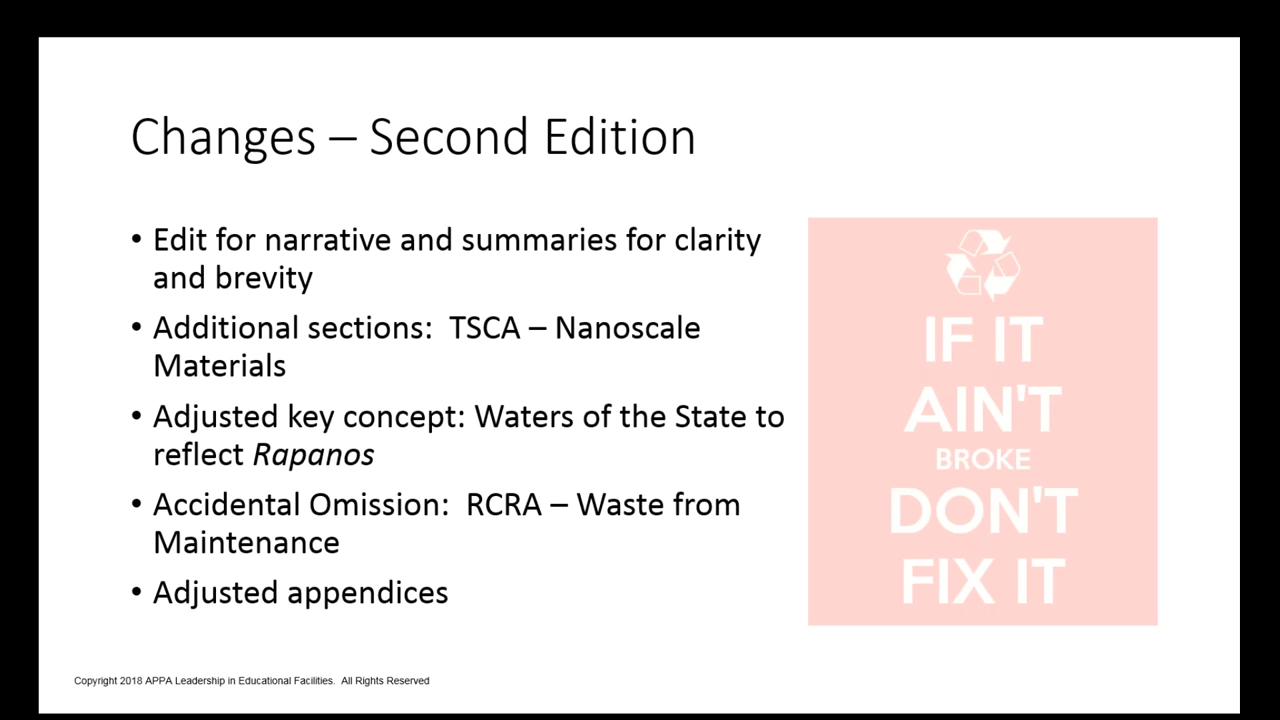 Changes – Second Edition
• Edit for narrative and summaries for clarity
and brevity
• Additional sections:  TSCA – Nanoscale
Materials
• Adjusted key concept: Waters of the State to
reflect Rapanos
• Accidental Omission:  RCRA – Waste from
Maintenance
• Adjusted appendices
IF IT
AIN'T
BROKE
DON'T
FIX IT
Copyright 2018 APPA Leadership in Educational Facilities.  All Rights Reserved